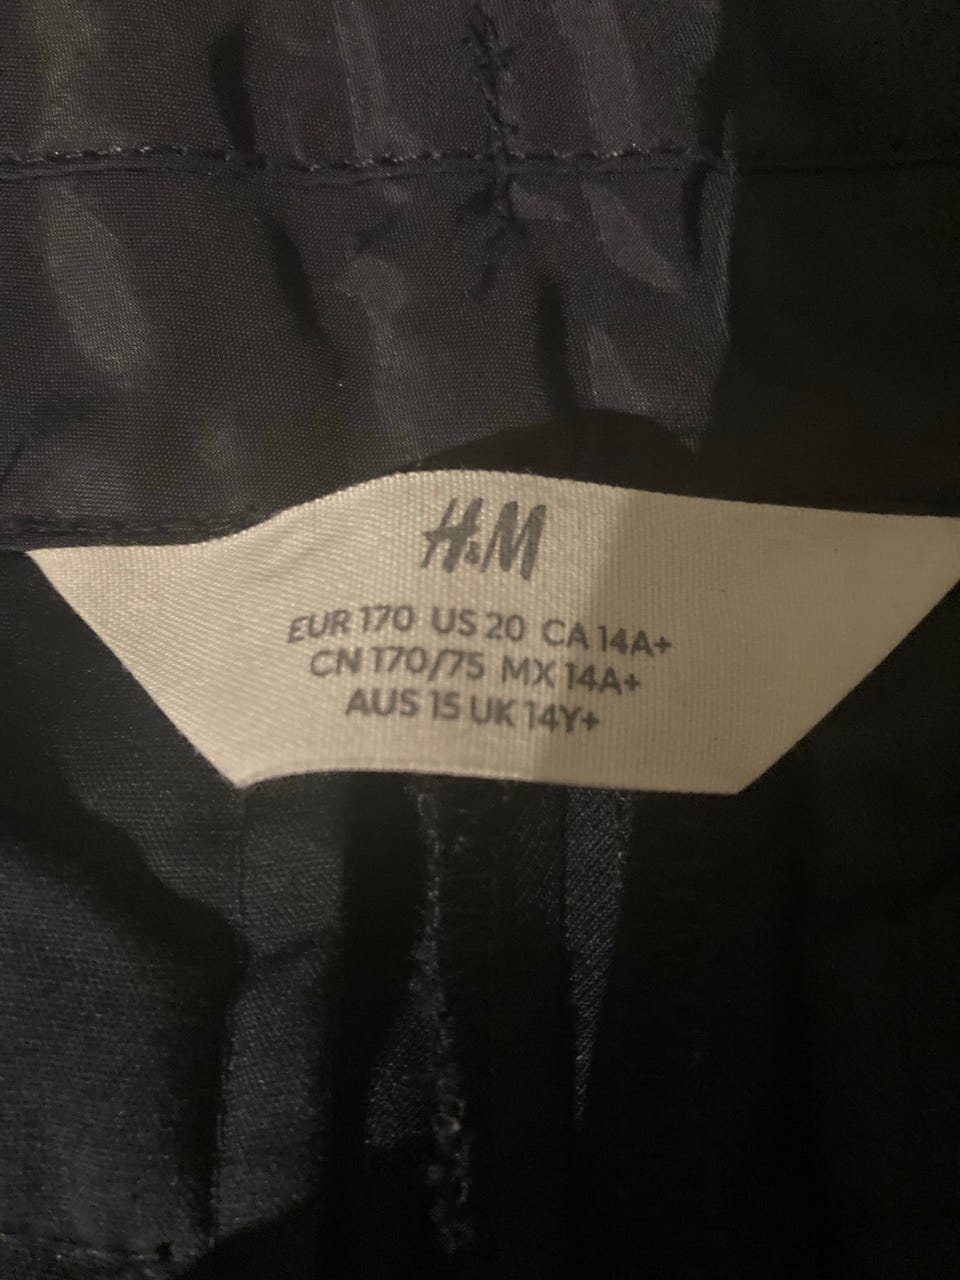 H&M
EUR 170 US 20 CA 14A+
CN 170/75 MX 14A+
AUS 15 UK 14Y+